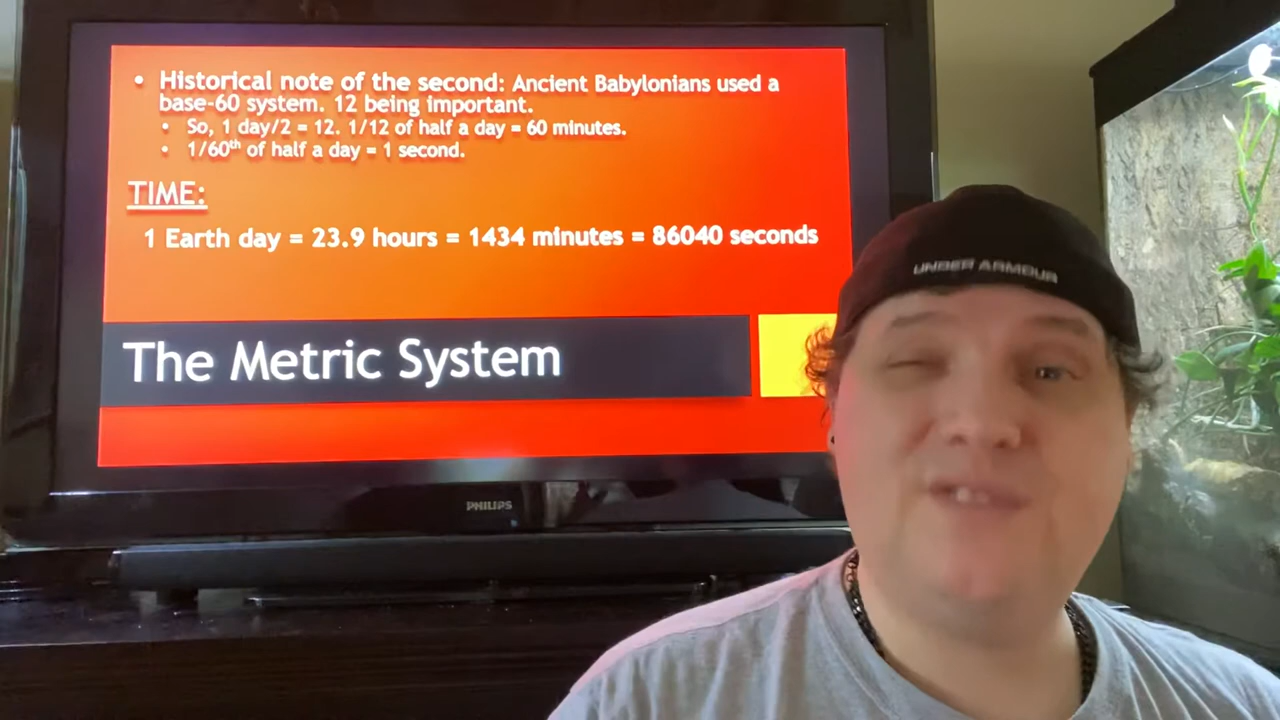 • Historical note of the second: Ancient Babylonians used a
base-60 system. 12 being important.
• So, 1 day/2 = 12. 1/12 of half a day = 60 minutes.
• 1/60th of half a day = 1 second.
TIME:
1 Earth day = 23.9 hours = 1434 minutes = 86040 seconds
UNDER ARMOUR
The Metric System
PHILIPS